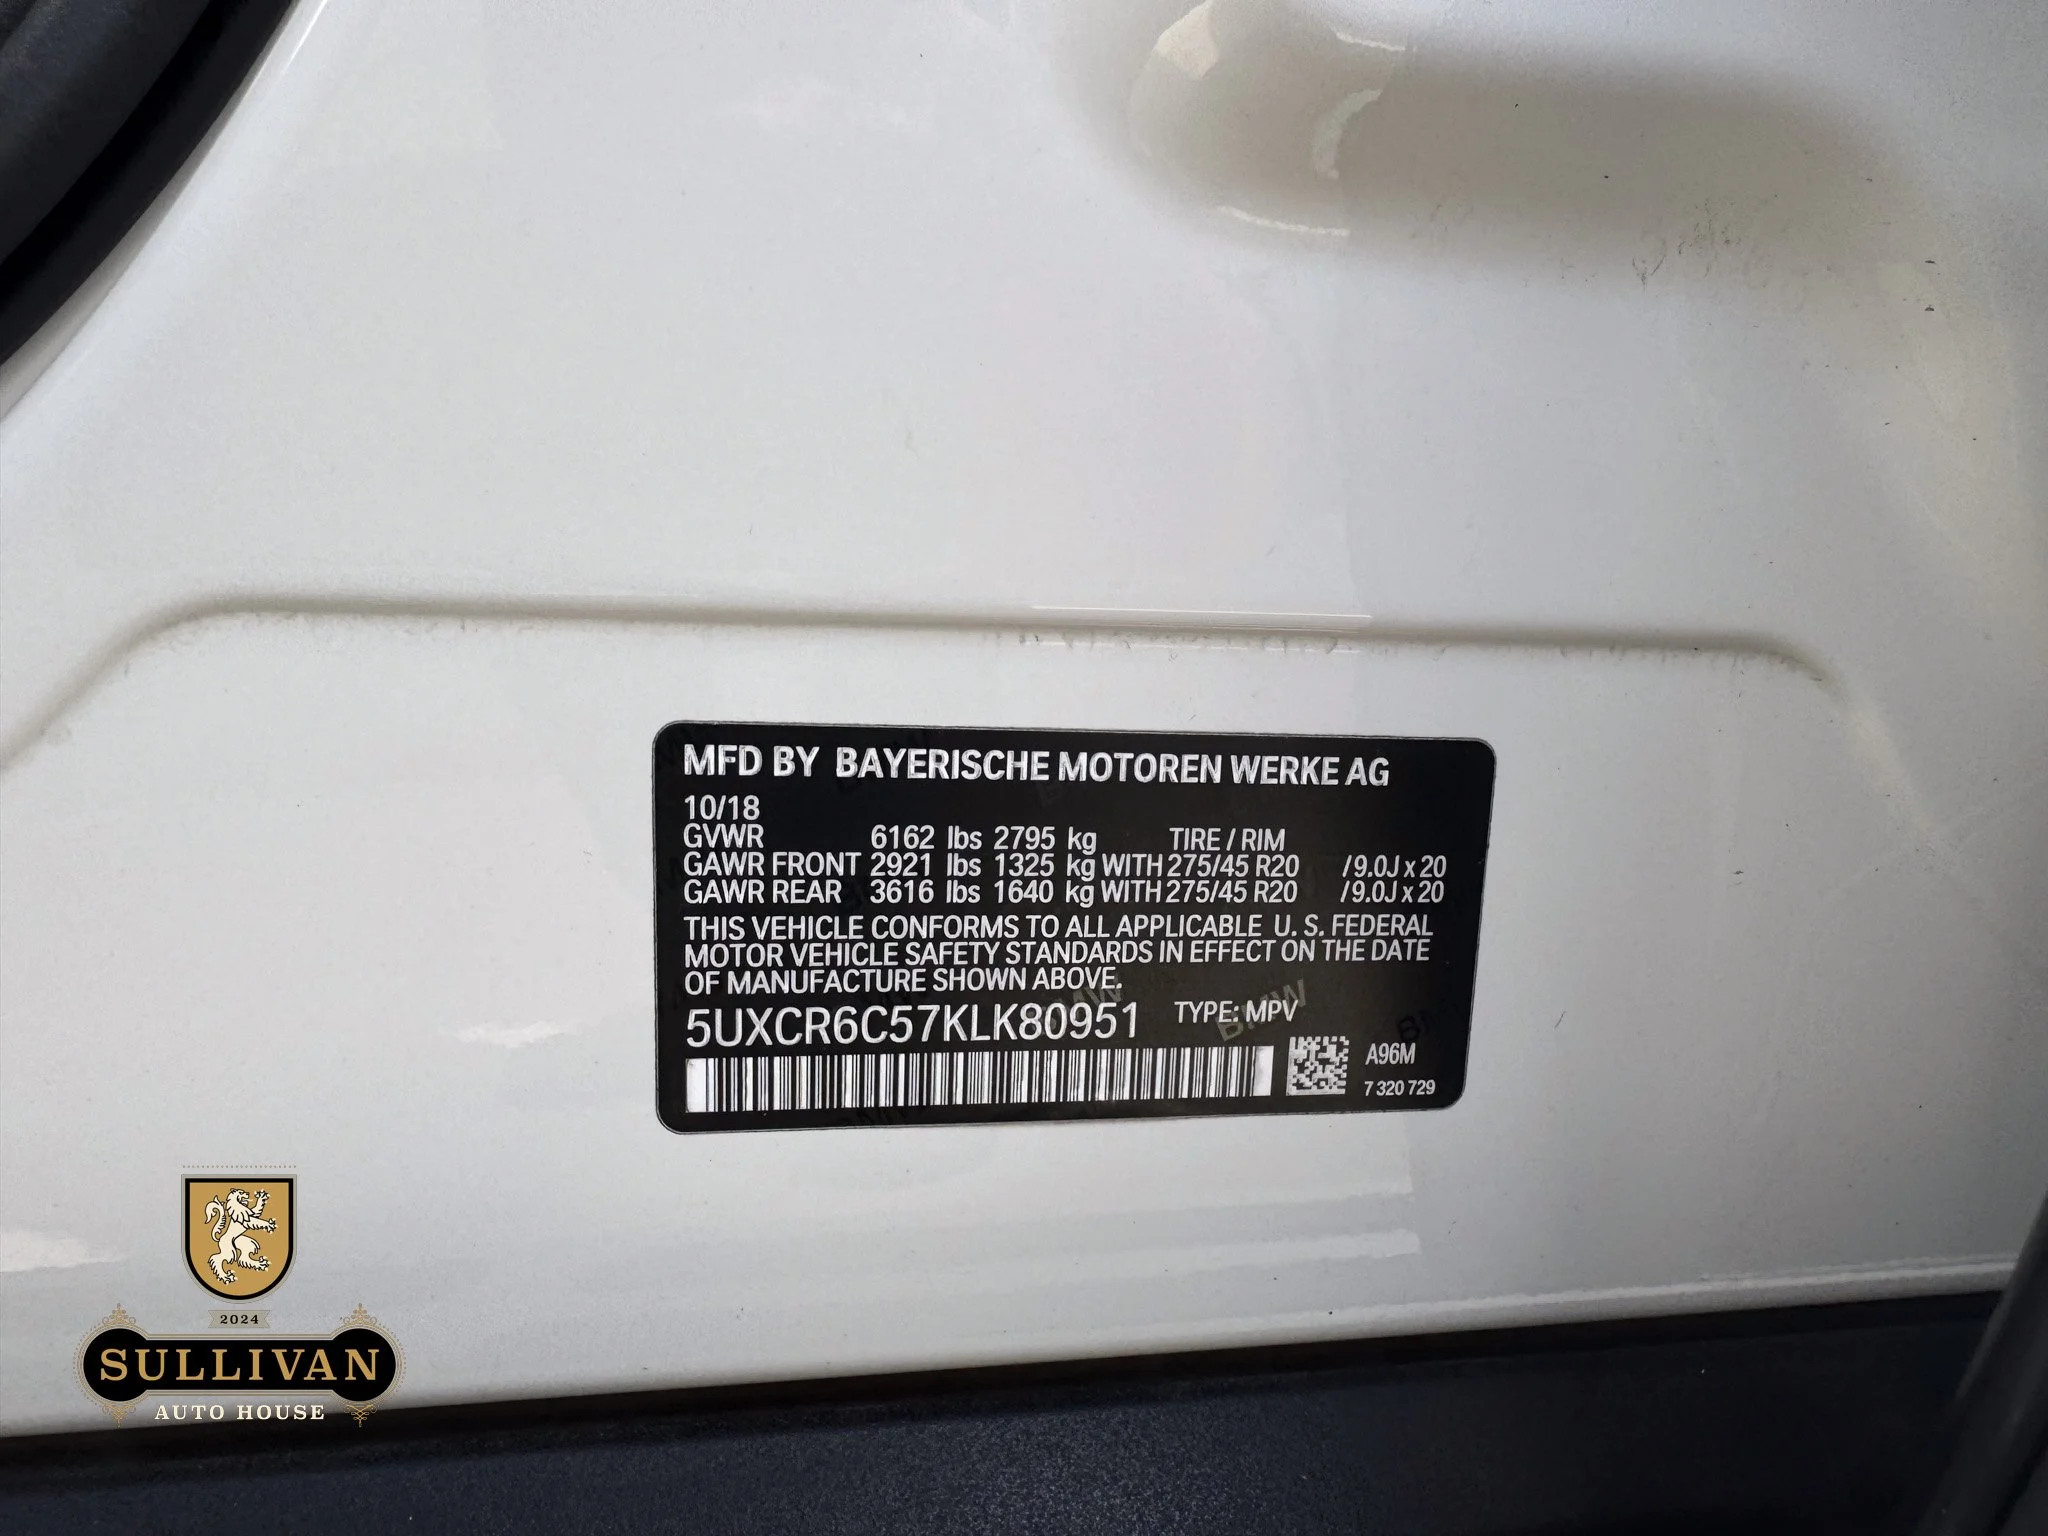 MFD BY BAYERISCHE MOTOREN WERKE AG
10/18
GVWR 6162 lbs 2795 kg TIRE / RIM
GAWR FRONT 2921 lbs 1325 kg WITH 275/45 R20 / 9.0J x 20
GAWR REAR 3616 lbs 1640 kg WITH 275/45 R20 / 9.0J x 20
THIS VEHICLE CONFORMS TO ALL APPLICABLE U. S. FEDERAL
MOTOR VEHICLE SAFETY STANDARDS IN EFFECT ON THE DATE
OF MANUFACTURE SHOWN ABOVE.
5UXCR6C57KLK80951 TYPE: MPV
BMW
A96M
7 320 729
2024
SULLIVAN
AUTO HOUSE